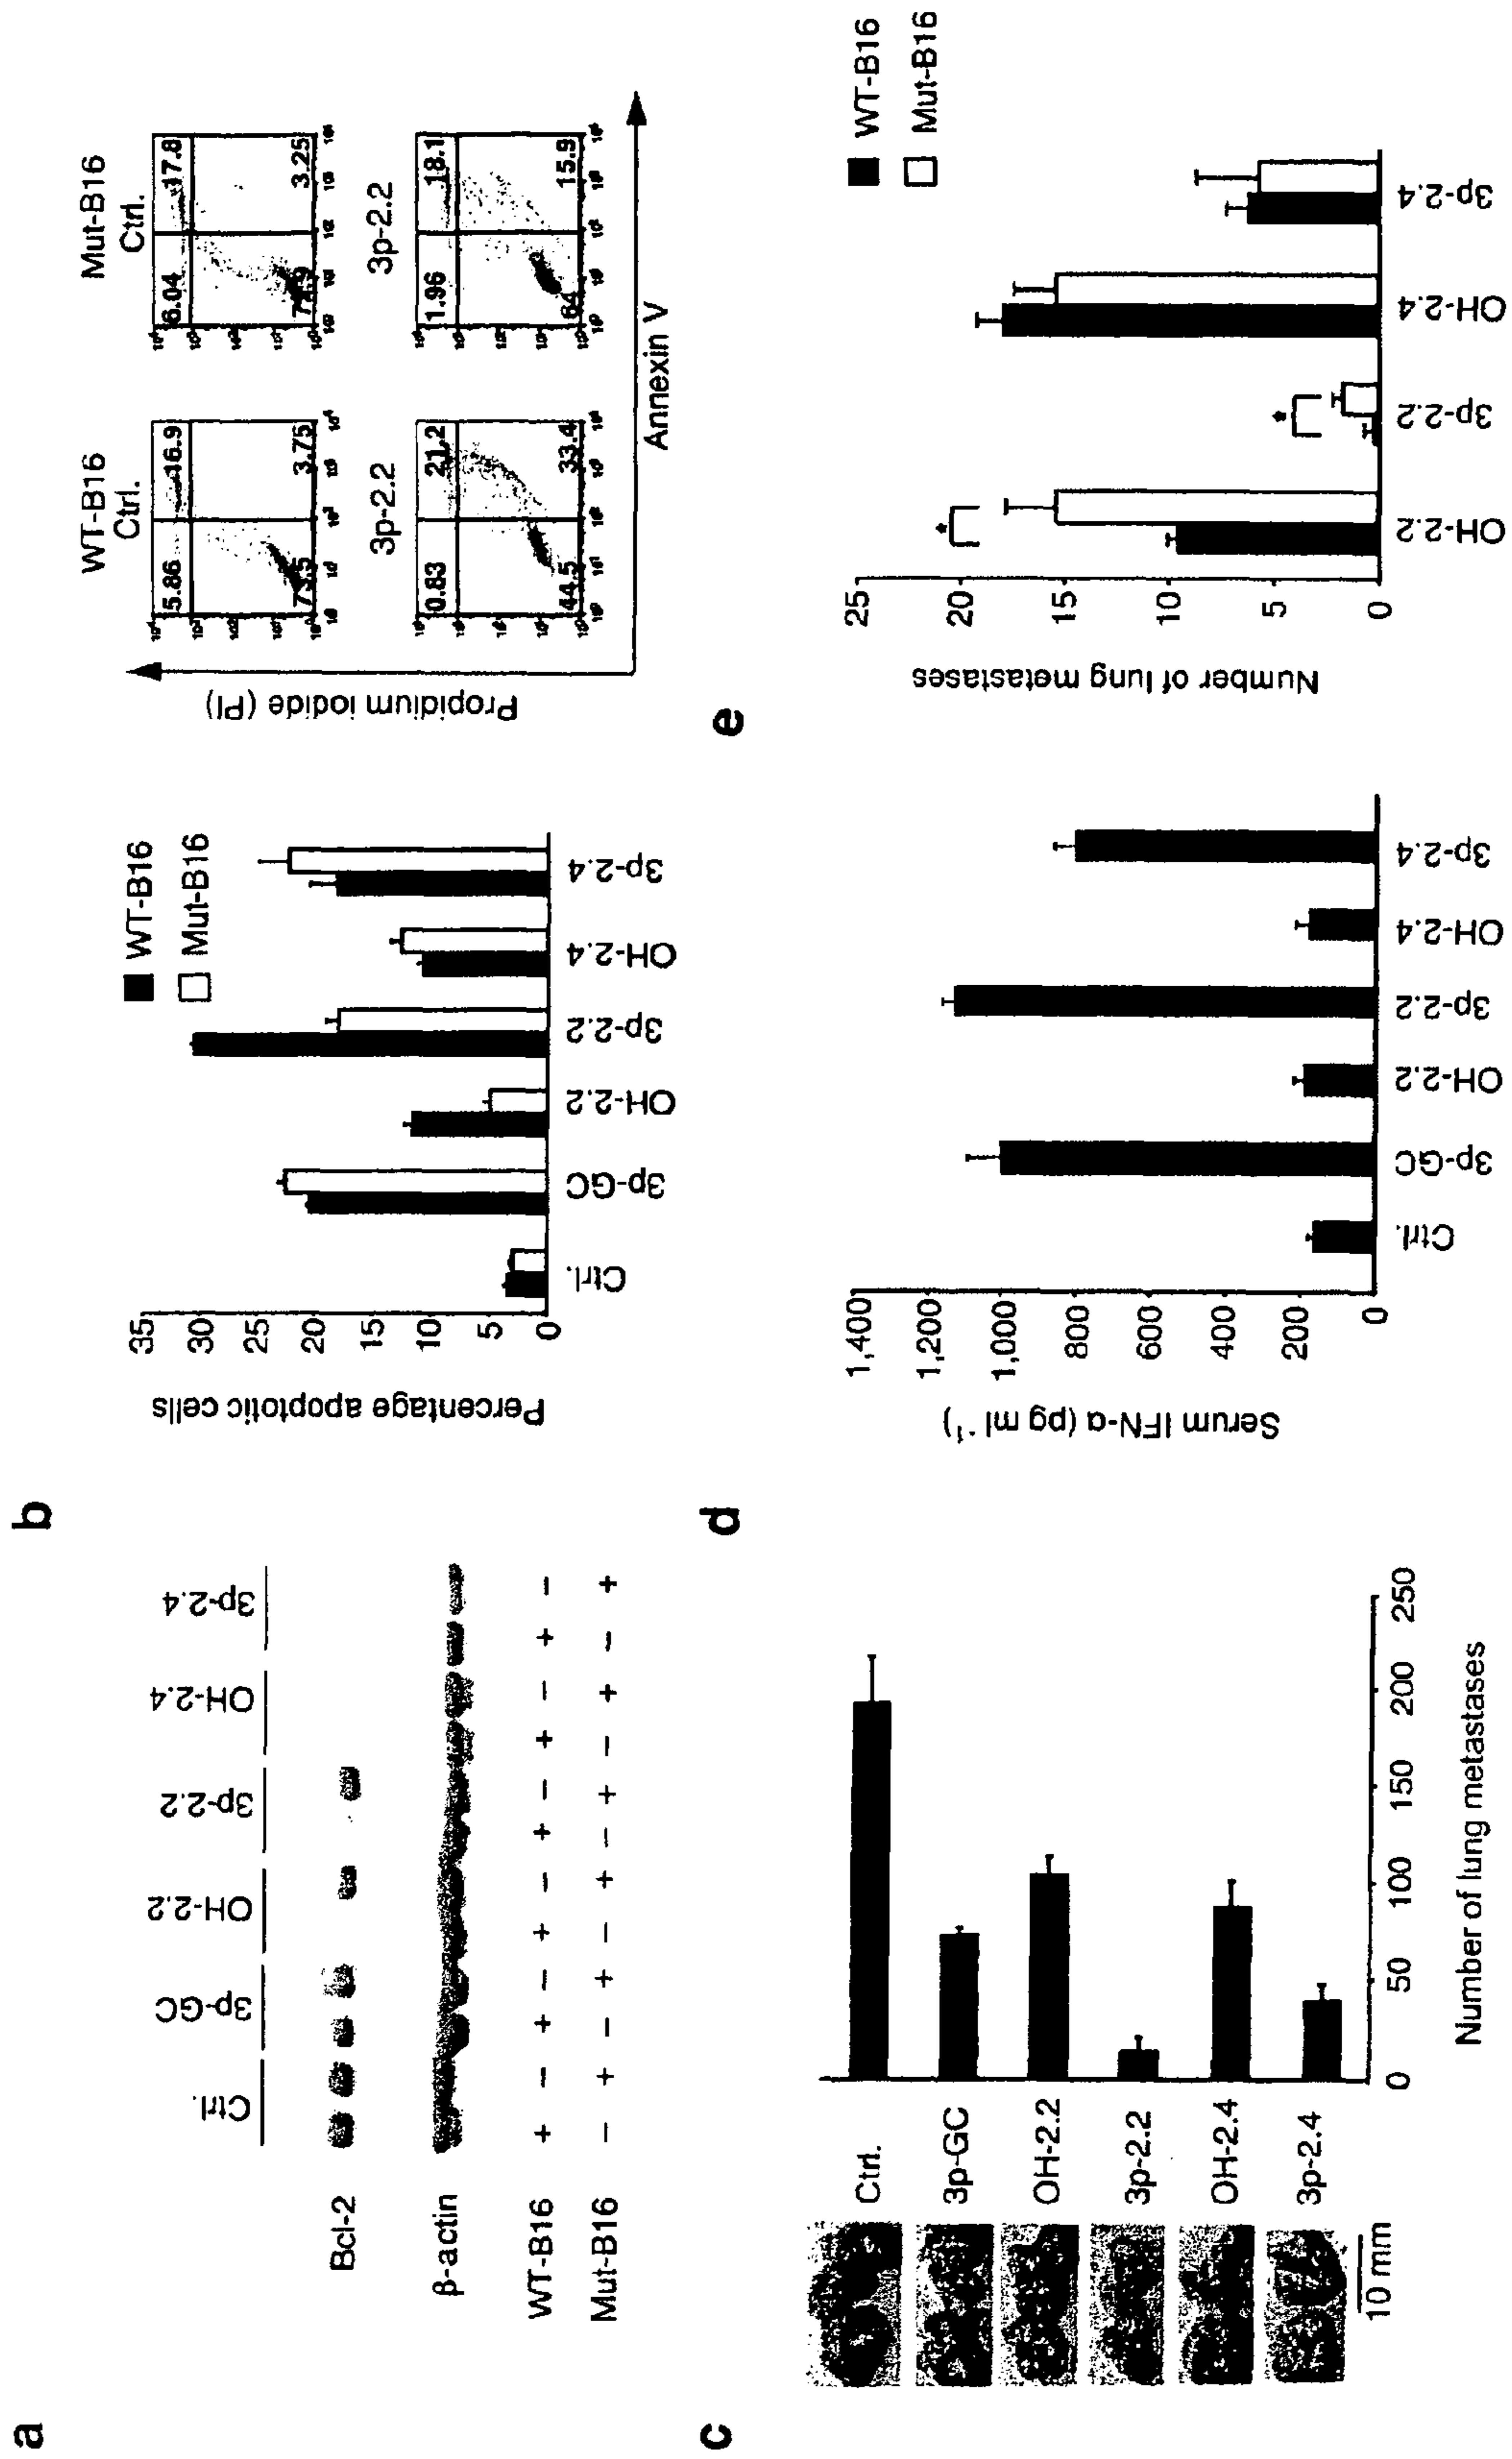 a
Ctrl. 3p-GC OH-2.2 3p-2.2 OH-2.4 3p-2.4
Bcl-2
β-actin
WT-B16 + − + − + − + − + − + −
Mut-B16 − + − + − + − + − + − +
b
Percentage apoptotic cells
35
30
25
20
15
10
5
0
Ctrl. 3p-GC OH-2.2 3p-2.2 OH-2.4 3p-2.4
WT-B16
Mut-B16
WT-B16
Ctrl.
Mut-B16
Ctrl.
5.86 16.9
3.75
6.04 17.8
3.25
3p-2.2
3p-2.2
0.83 21.2
44.5 33.4
1.96 18.1
64 15.9
Propidium iodide (PI)
Annexin V
c
Ctrl.
3p-GC
OH-2.2
3p-2.2
OH-2.4
3p-2.4
10 mm
0 50 100 150 200 250
Number of lung metastases
d
Serum IFN-α (pg ml⁻¹)
1,400
1,200
1,000
800
600
400
200
0
Ctrl. 3p-GC OH-2.2 3p-2.2 OH-2.4 3p-2.4
e
Number of lung metastases
25
20
15
10
5
0
* *
OH-2.2 3p-2.2 OH-2.4 3p-2.4
WT-B16
Mut-B16